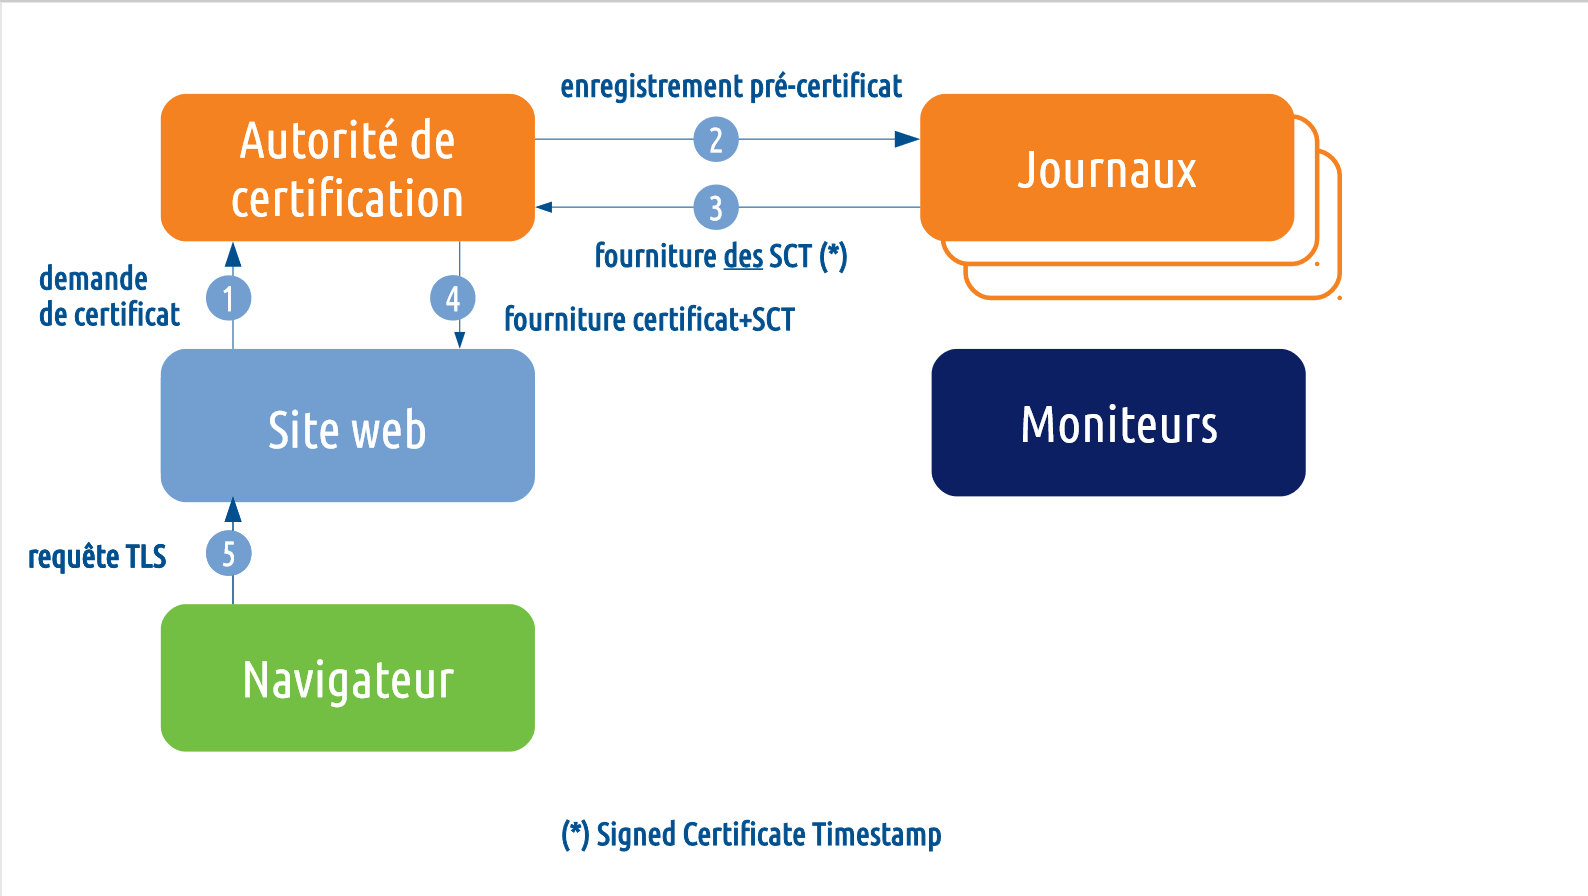 enregistrement pré-certificat
Autorité de
certification
2
Journaux
3
fourniture des SCT (*)
demande
de certificat
1
4
fourniture certificat+SCT
Site web
Moniteurs
requête TLS
5
Navigateur
(*) Signed Certificate Timestamp